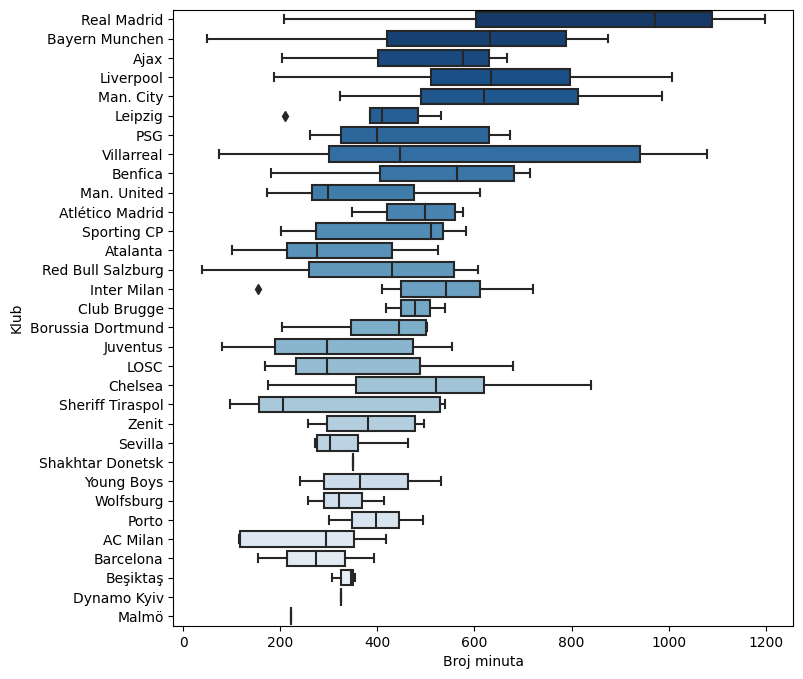 Real Madrid
Bayern Munchen
Ajax
Liverpool
Man. City
Leipzig
PSG
Villarreal
Benfica
Man. United
Atlético Madrid
Sporting CP
Atalanta
Red Bull Salzburg
Inter Milan
Club Brugge
Borussia Dortmund
Juventus
LOSC
Chelsea
Sheriff Tiraspol
Zenit
Sevilla
Shakhtar Donetsk
Young Boys
Wolfsburg
Porto
AC Milan
Barcelona
Beşiktaş
Dynamo Kyiv
Malmö
Klub
0 200 400 600 800 1000 1200
Broj minuta